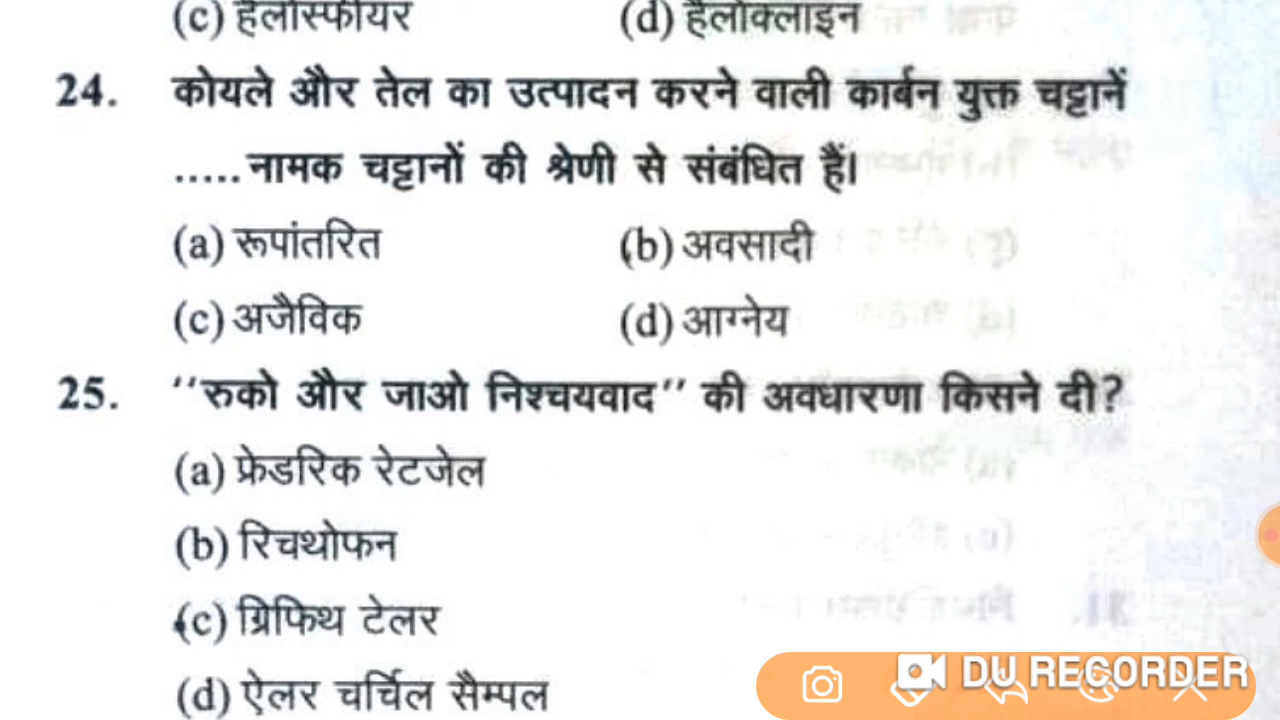 (c) हैलोस्फीयर (d) हैलोक्लाइन
24. कोयले और तेल का उत्पादन करने वाली कार्बन युक्त चट्टानें
.....नामक चट्टानों की श्रेणी से संबंधित हैं।
(a) रूपांतरित (b) अवसादी
(c) अजैविक (d) आग्नेय
25. ‘‘रुको और जाओ निश्चयवाद’’ की अवधारणा किसने दी?
(a) फ्रेडरिक रेटजेल
(b) रिचथोफन
(c) ग्रिफिथ टेलर
(d) ऐलर चर्चिल सैम्पल
DU RECORDER